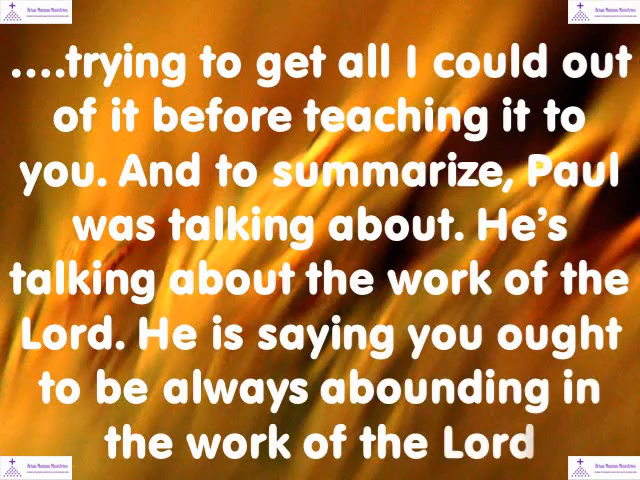 ....trying to get all I could out
of it before teaching it to
you. And to summarize, Paul
was talking about. He's
talking about the work of the
Lord. He is saying you ought
to be always abounding in
the work of the Lord